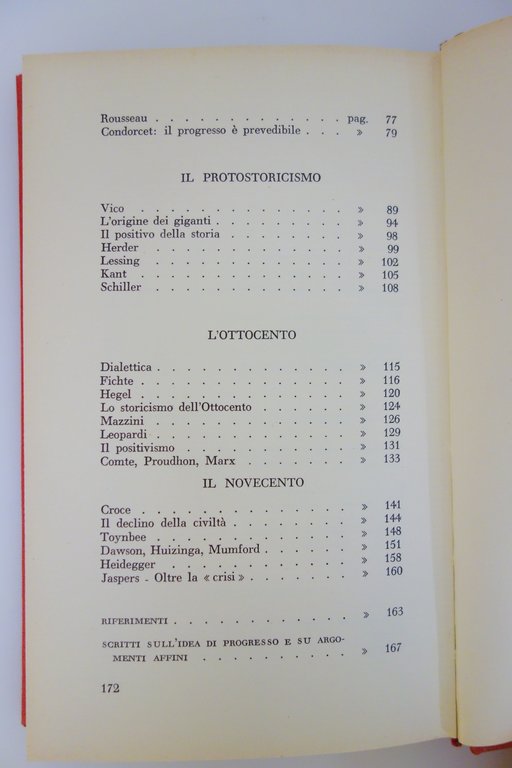 Rousseau . . . . . . . . . . . . . pag. 77
Condorcet: il progresso è prevedibile . . . » 79
IL PROTOSTORICISMO
Vico . . . . . . . . . . . . . » 89
L'origine dei giganti . . . . . . . . . » 94
Il positivo della storia . . . . . . . . » 98
Herder . . . . . . . . . . . . » 99
Lessing . . . . . . . . . . . . » 102
Kant . . . . . . . . . . . . . » 105
Schiller . . . . . . . . . . . . » 108
L'OTTOCENTO
Dialettica . . . . . . . . . . . . » 115
Fichte . . . . . . . . . . . . . » 116
Hegel . . . . . . . . . . . . . » 120
Lo storicismo dell'Ottocento . . . . . . » 124
Mazzini . . . . . . . . . . . . » 126
Leopardi . . . . . . . . . . . . » 129
Il positivismo . . . . . . . . . . » 131
Comte, Proudhon, Marx . . . . . . . » 133
IL NOVECENTO
Croce . . . . . . . . . . . . . » 141
Il declino della civiltà . . . . . . . . » 144
Toynbee . . . . . . . . . . . . » 148
Dawson, Huizinga, Mumford . . . . . . » 151
Heidegger . . . . . . . . . . . » 158
Jaspers - Oltre la « crisi » . . . . . . . » 160
RIFERIMENTI . . . . . . . . . . . . » 163
SCRITTI SULL'IDEA DI PROGRESSO E SU ARGO-
MENTI AFFINI . . . . . . . . . . » 167
172